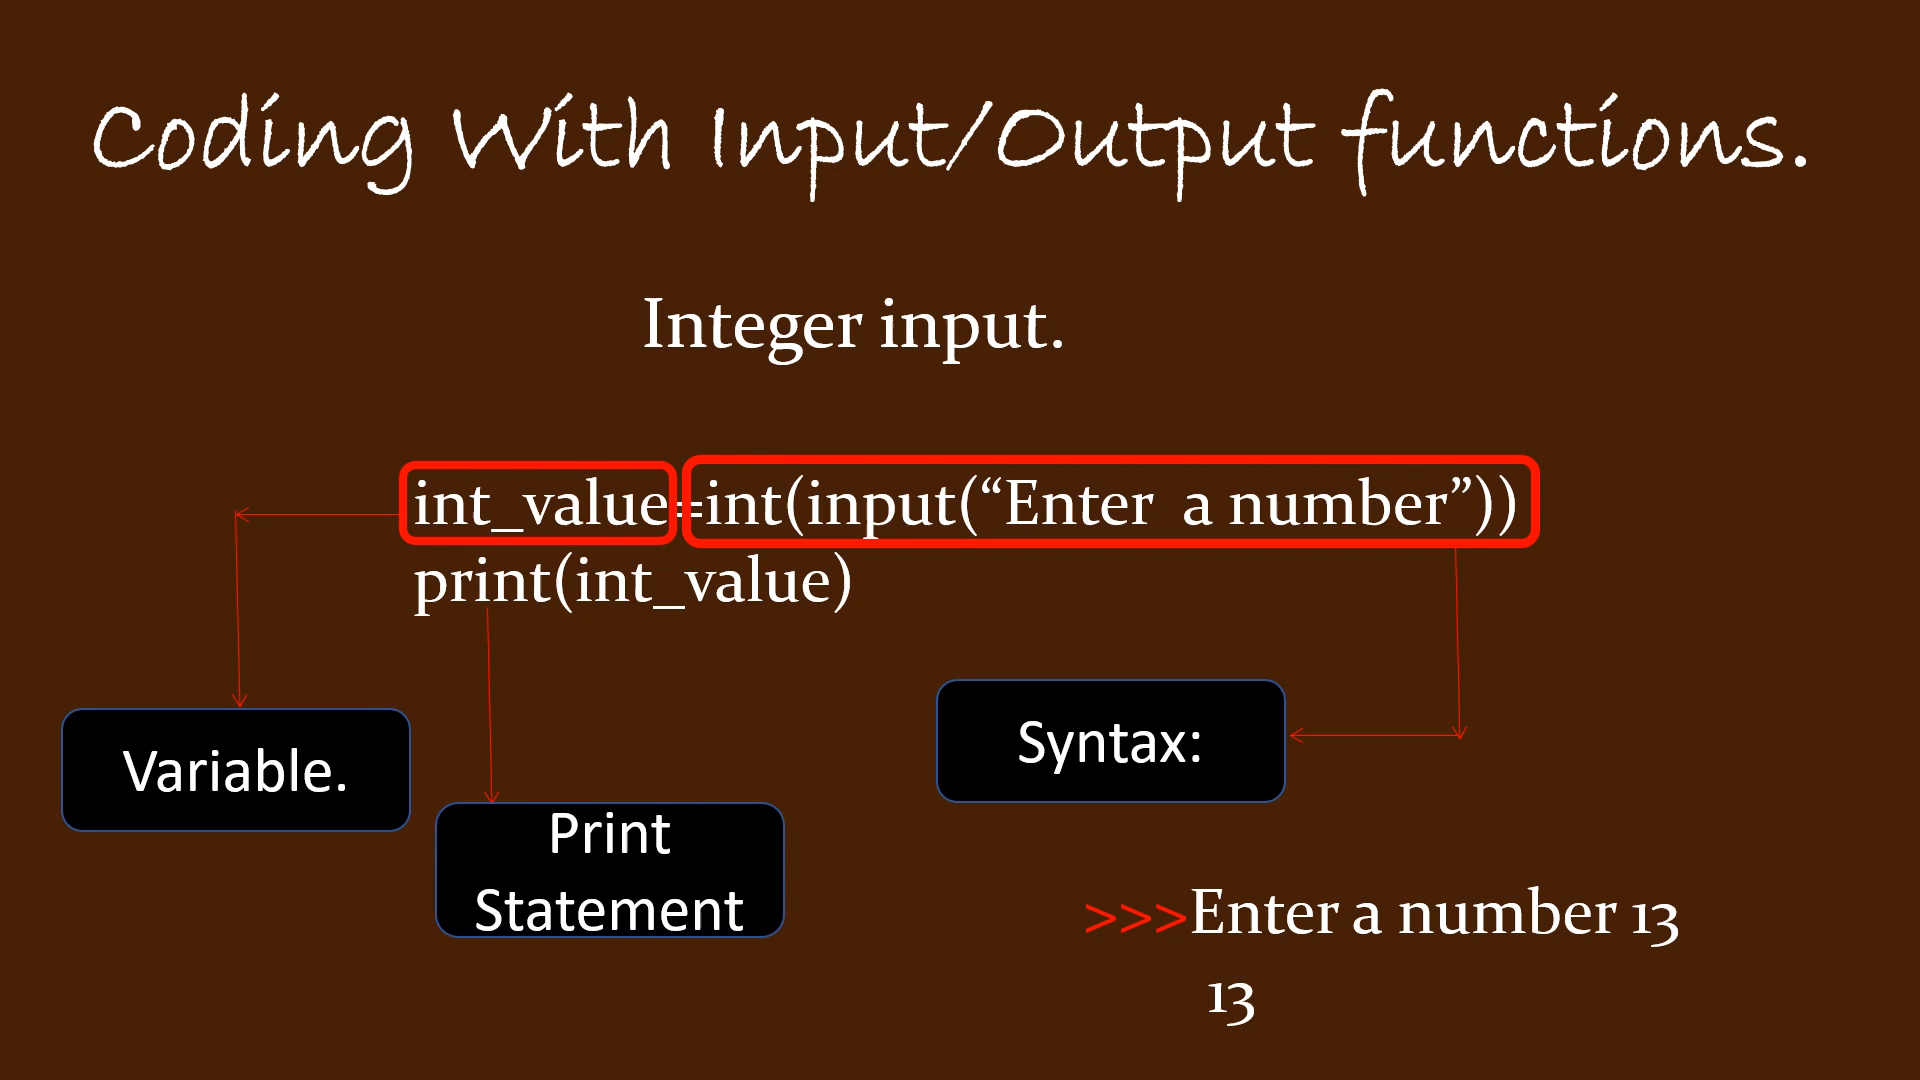 Coding With Input/Output functions.
Integer input.
int_value=int(input(“Enter  a number”))
print(int_value)
Variable.
Print
Statement
Syntax:
>>>Enter a number 13
13